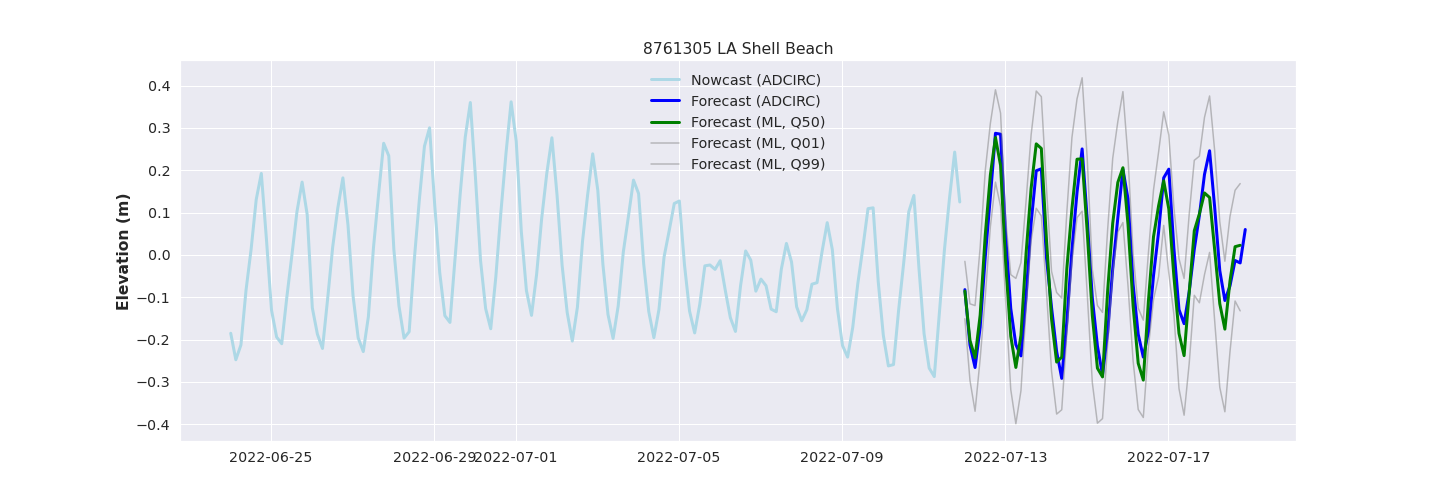 8761305 LA Shell Beach
Nowcast (ADCIRC)
Forecast (ADCIRC)
Forecast (ML, Q50)
Forecast (ML, Q01)
Forecast (ML, Q99)
Elevation (m)
0.4
0.3
0.2
0.1
0.0
−0.1
−0.2
−0.3
−0.4
2022-06-25 2022-06-29 2022-07-01 2022-07-05 2022-07-09 2022-07-13 2022-07-17